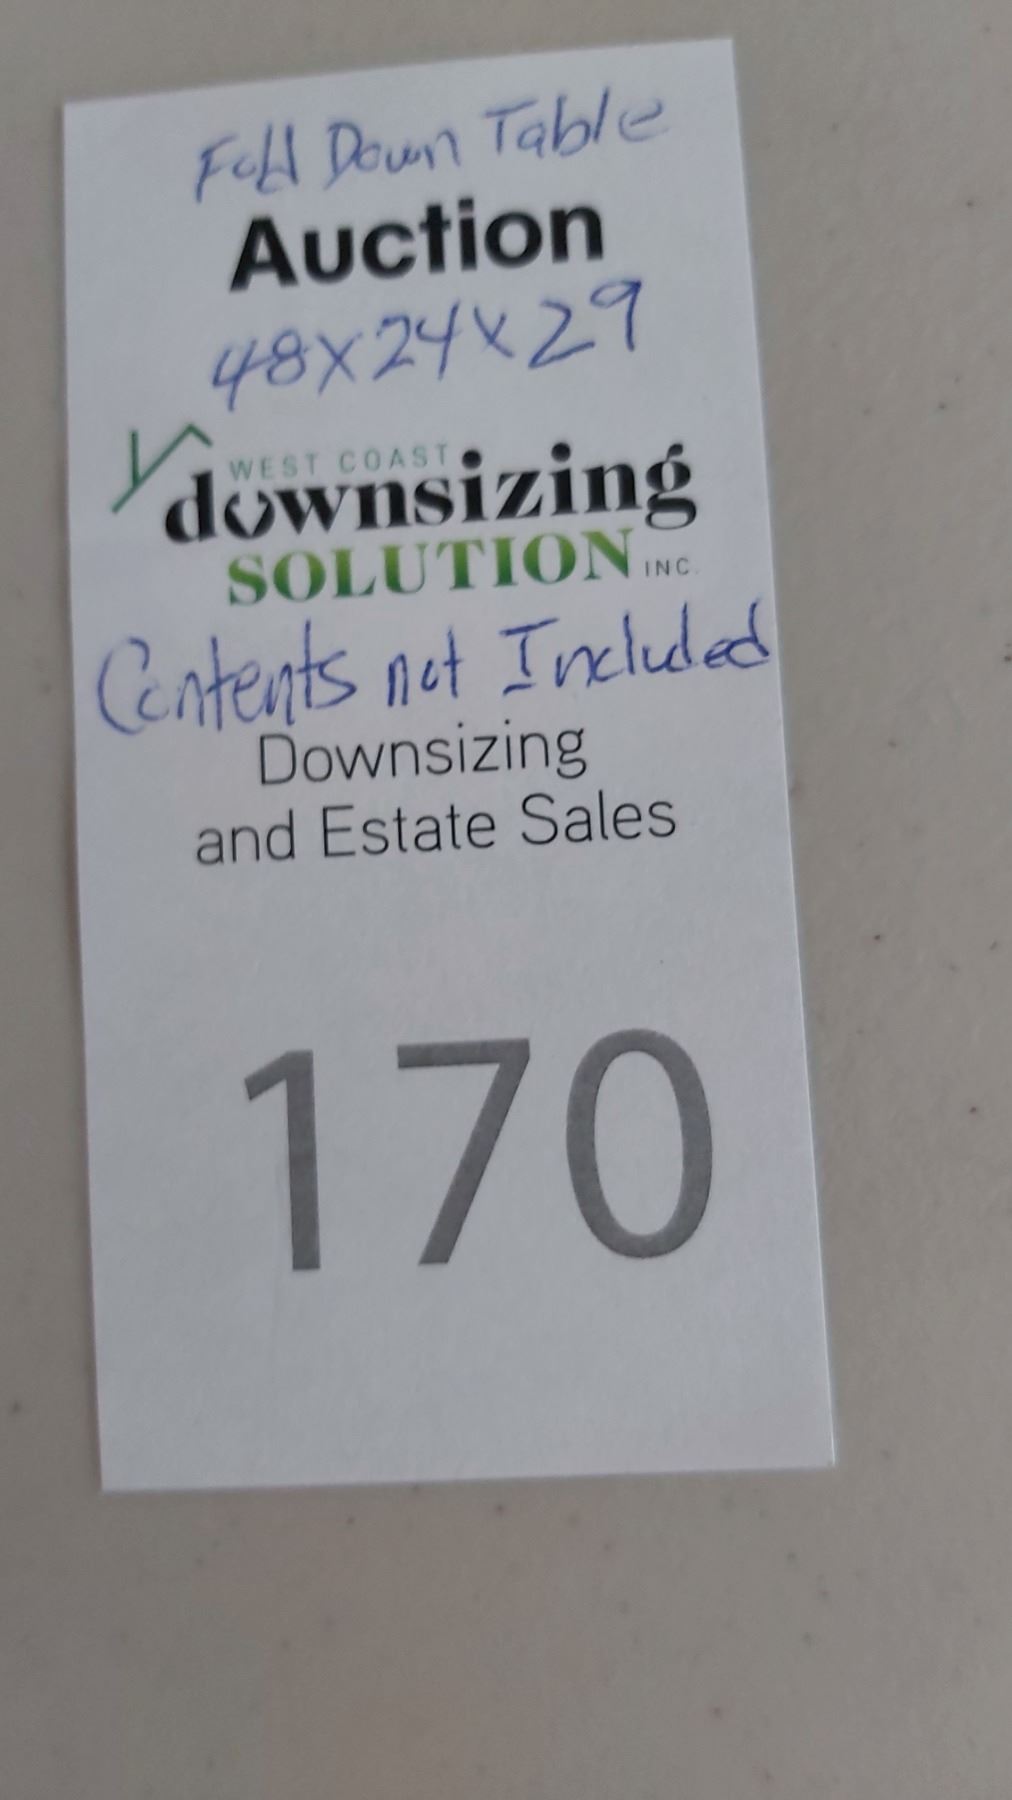 Fold Down Table
Auction
48x24x29
WEST COAST
downsizing
SOLUTION INC.
Contents not Included
Downsizing
and Estate Sales
170